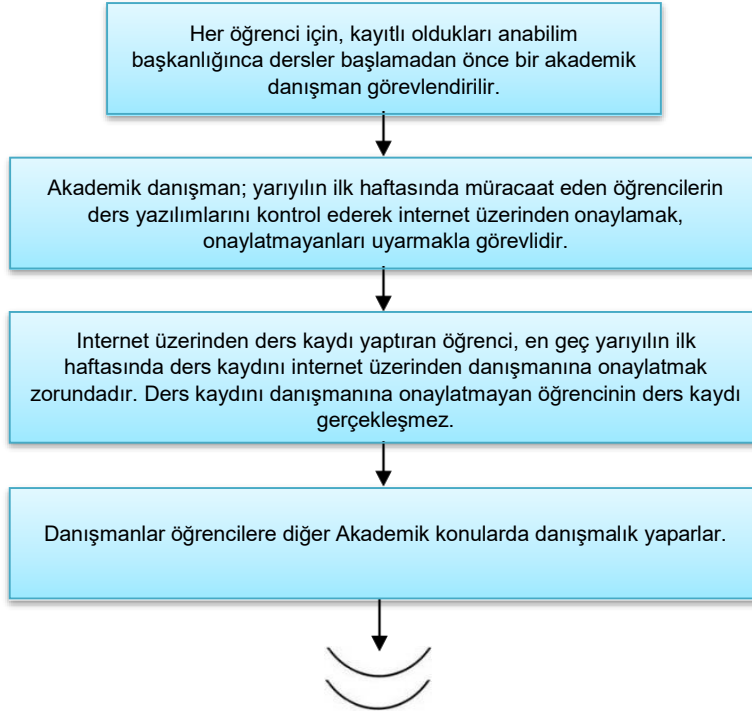 Her öğrenci için, kayıtlı oldukları anabilim
başkanlığınca dersler başlamadan önce bir akademik
danışman görevlendirilir.
Akademik danışman; yarıyılın ilk haftasında müracaat eden öğrencilerin
ders yazılımlarını kontrol ederek internet üzerinden onaylamak,
onaylatmayanları uyarmakla görevlidir.
Internet üzerinden ders kaydı yaptıran öğrenci, en geç yarıyılın ilk
haftasında ders kaydını internet üzerinden danışmanına onaylatmak
zorundadır. Ders kaydını danışmanına onaylatmayan öğrencinin ders kaydı
gerçekleşmez.
Danışmanlar öğrencilere diğer Akademik konularda danışmalık yaparlar.